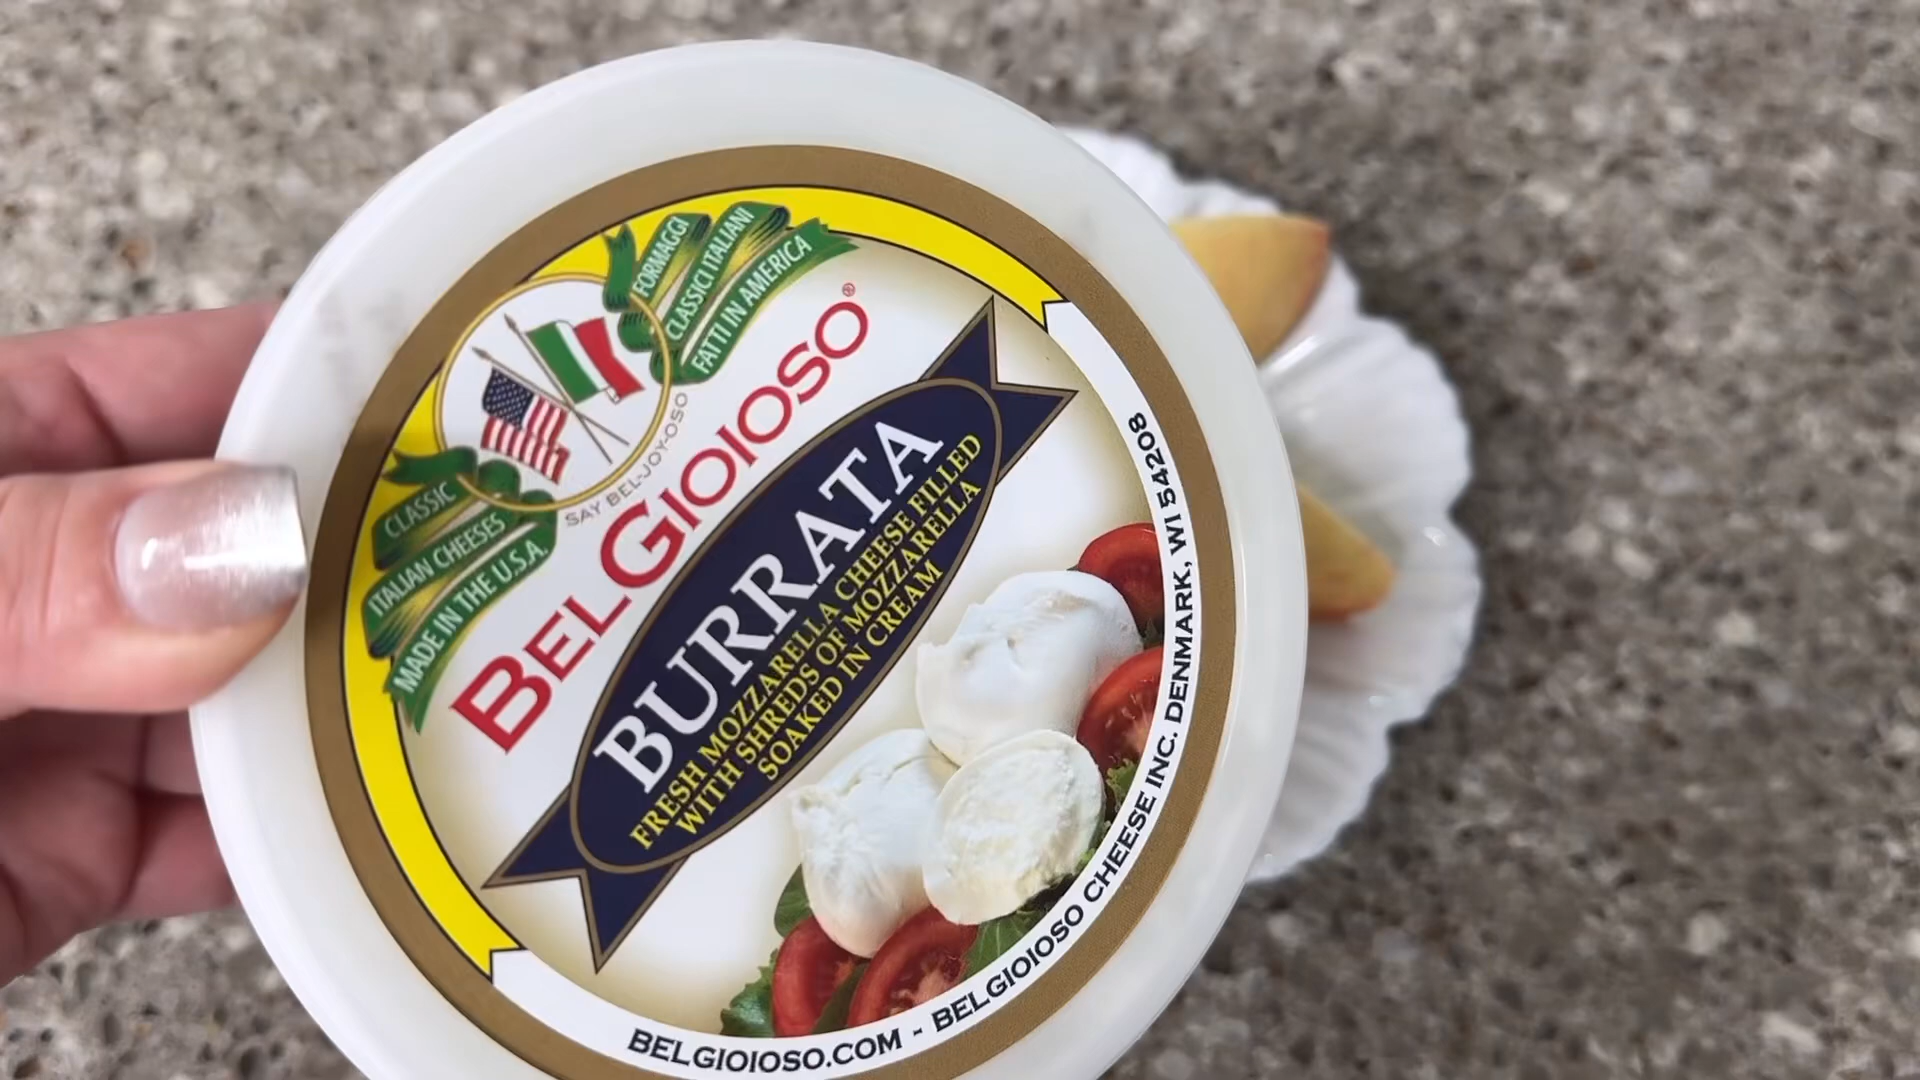 FORMAGGI
CLASSICI ITALIANI
FATTI IN AMERICA
CLASSIC
ITALIAN CHEESES
MADE IN THE U.S.A.
SAY BEL-JOY-OSO
BELGIOIOSO®
BURRATA
FRESH MOZZARELLA CHEESE FILLED
WITH SHREDS OF MOZZARELLA
SOAKED IN CREAM
BELGIOIOSO.COM - BELGIOIOSO CHEESE INC. DENMARK, WI 54208